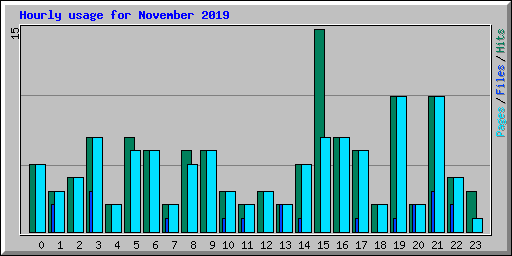 Hourly usage for November 2019
15
Pages/Files/Hits
0 1 2 3 4 5 6 7 8 9 10 11 12 13 14 15 16 17 18 19 20 21 22 23